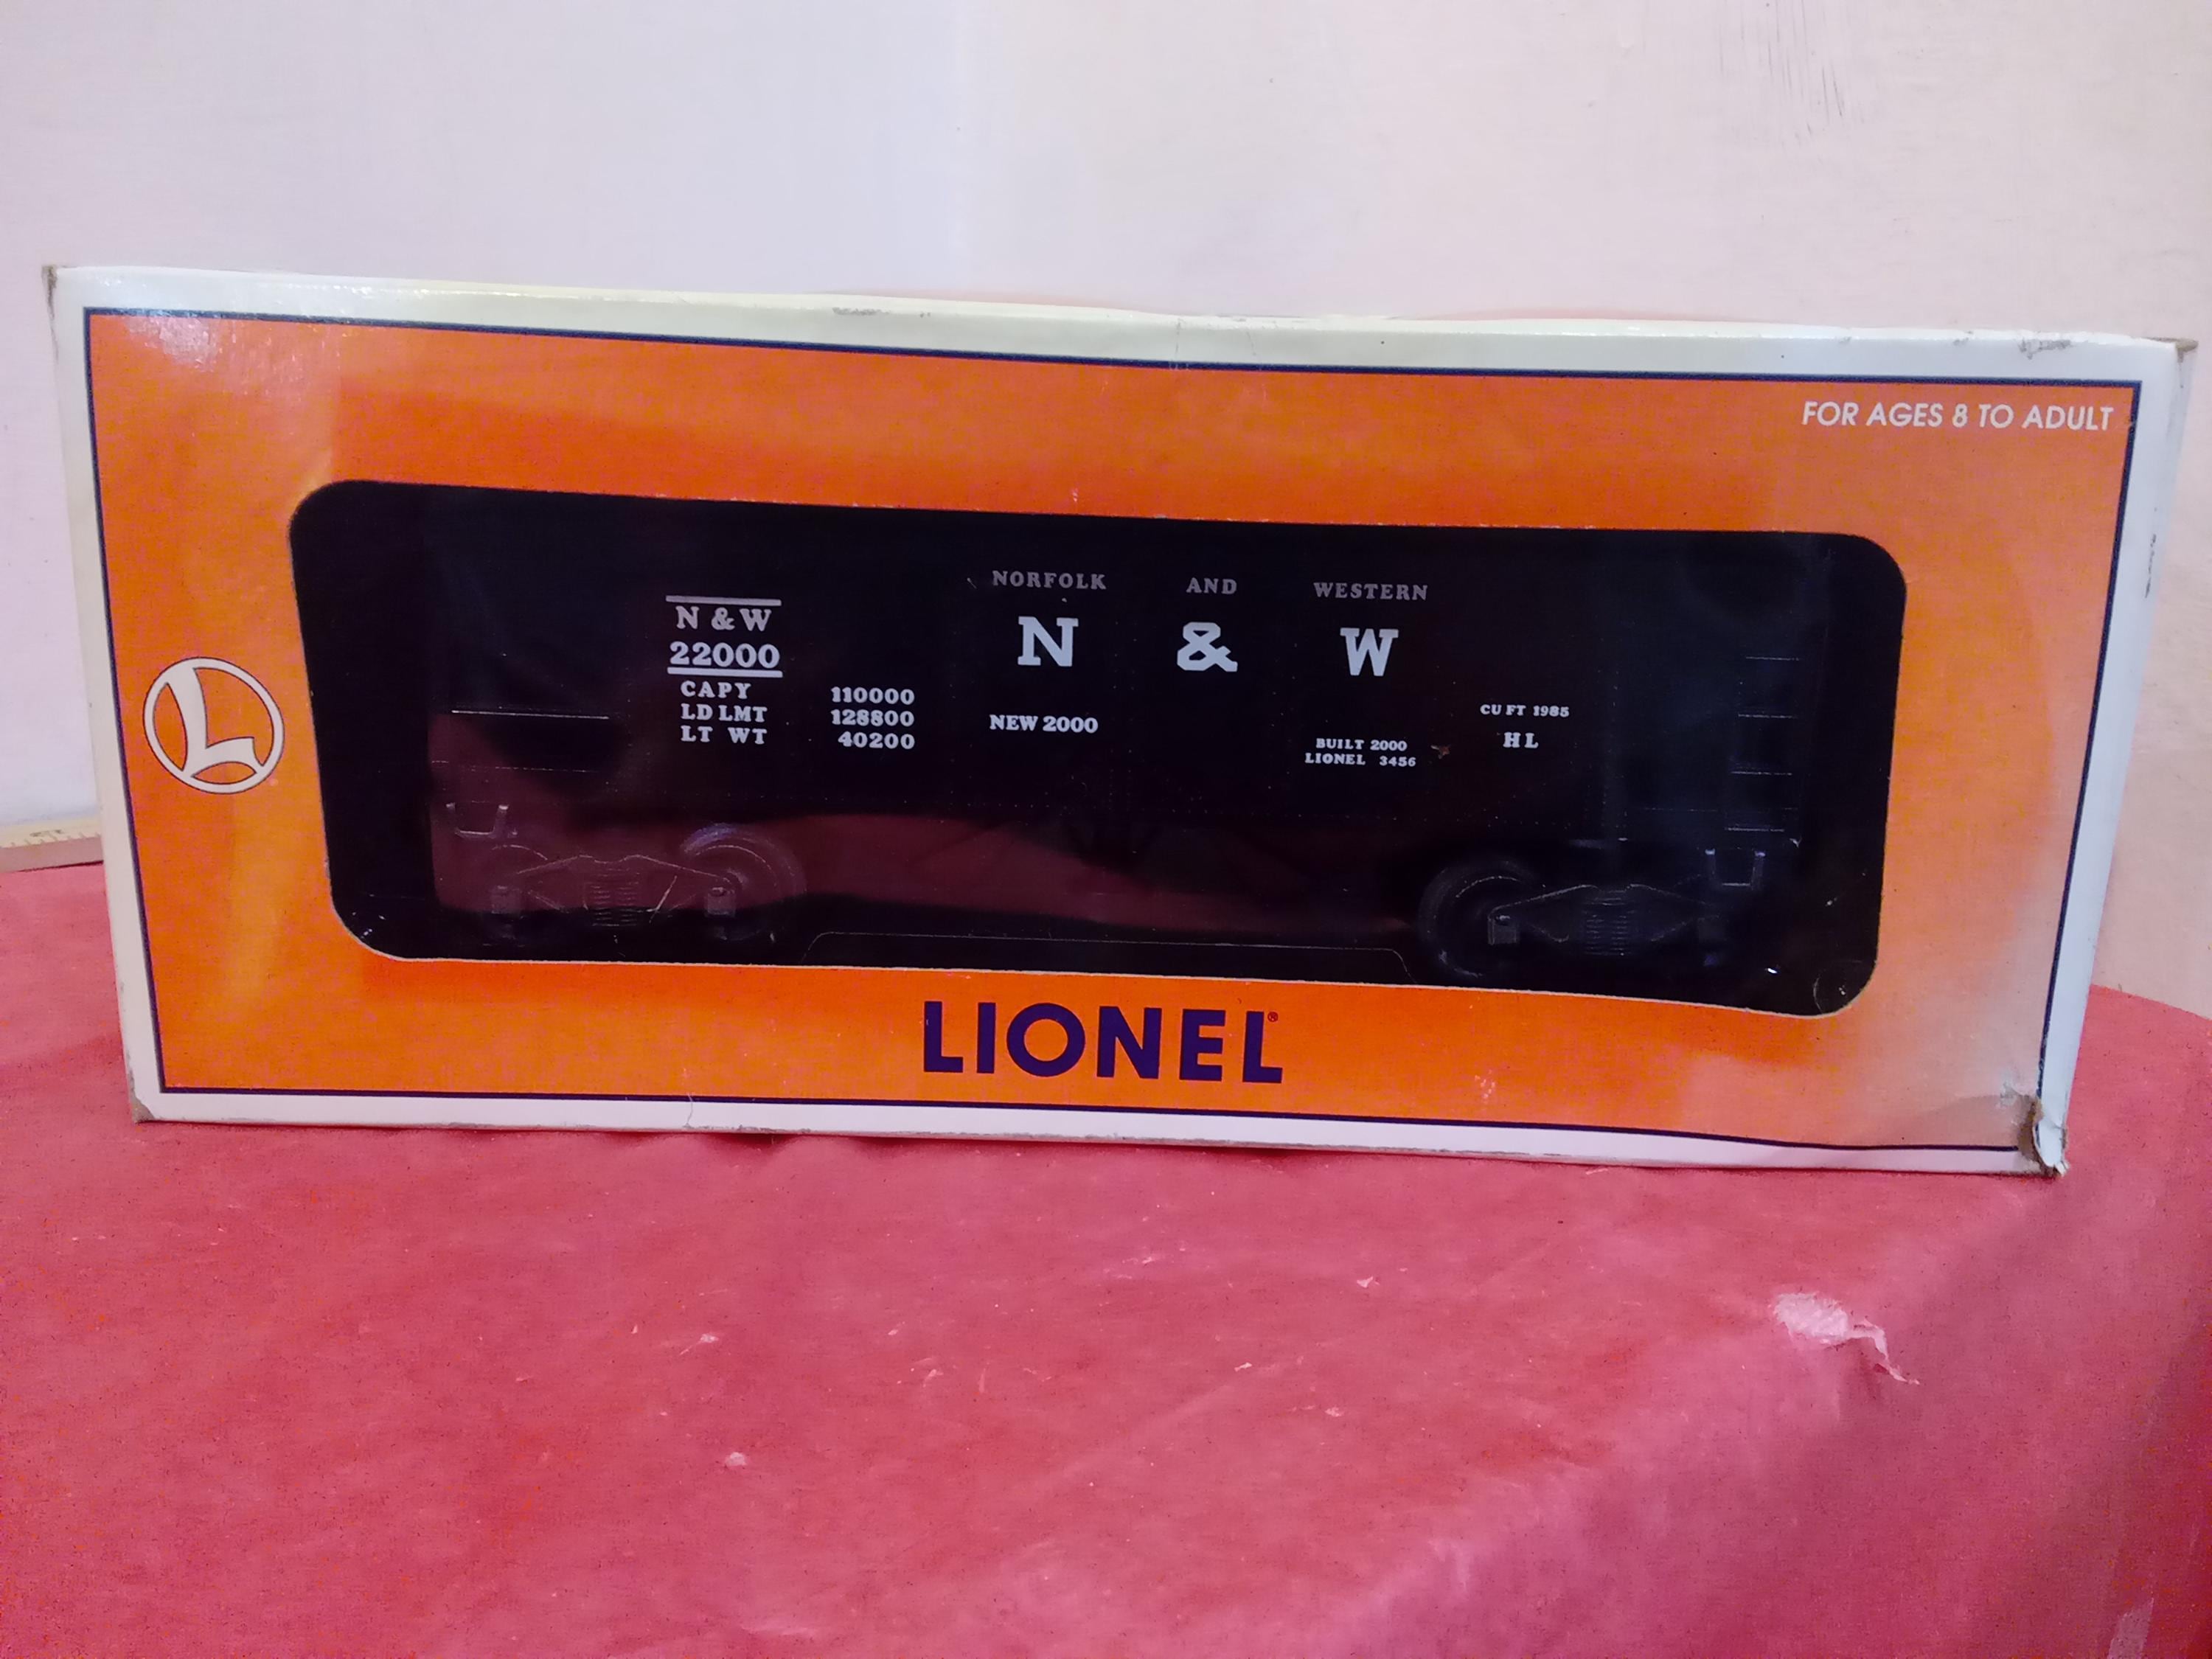 FOR AGES 8 TO ADULT
NORFOLK AND WESTERN
N & W
N & W
22000
CAPY 110000
LD LMT 128800
LT WT 40200
NEW 2000
BUILT 2000
LIONEL 3456
CU FT 1985
HL
L
LIONEL®